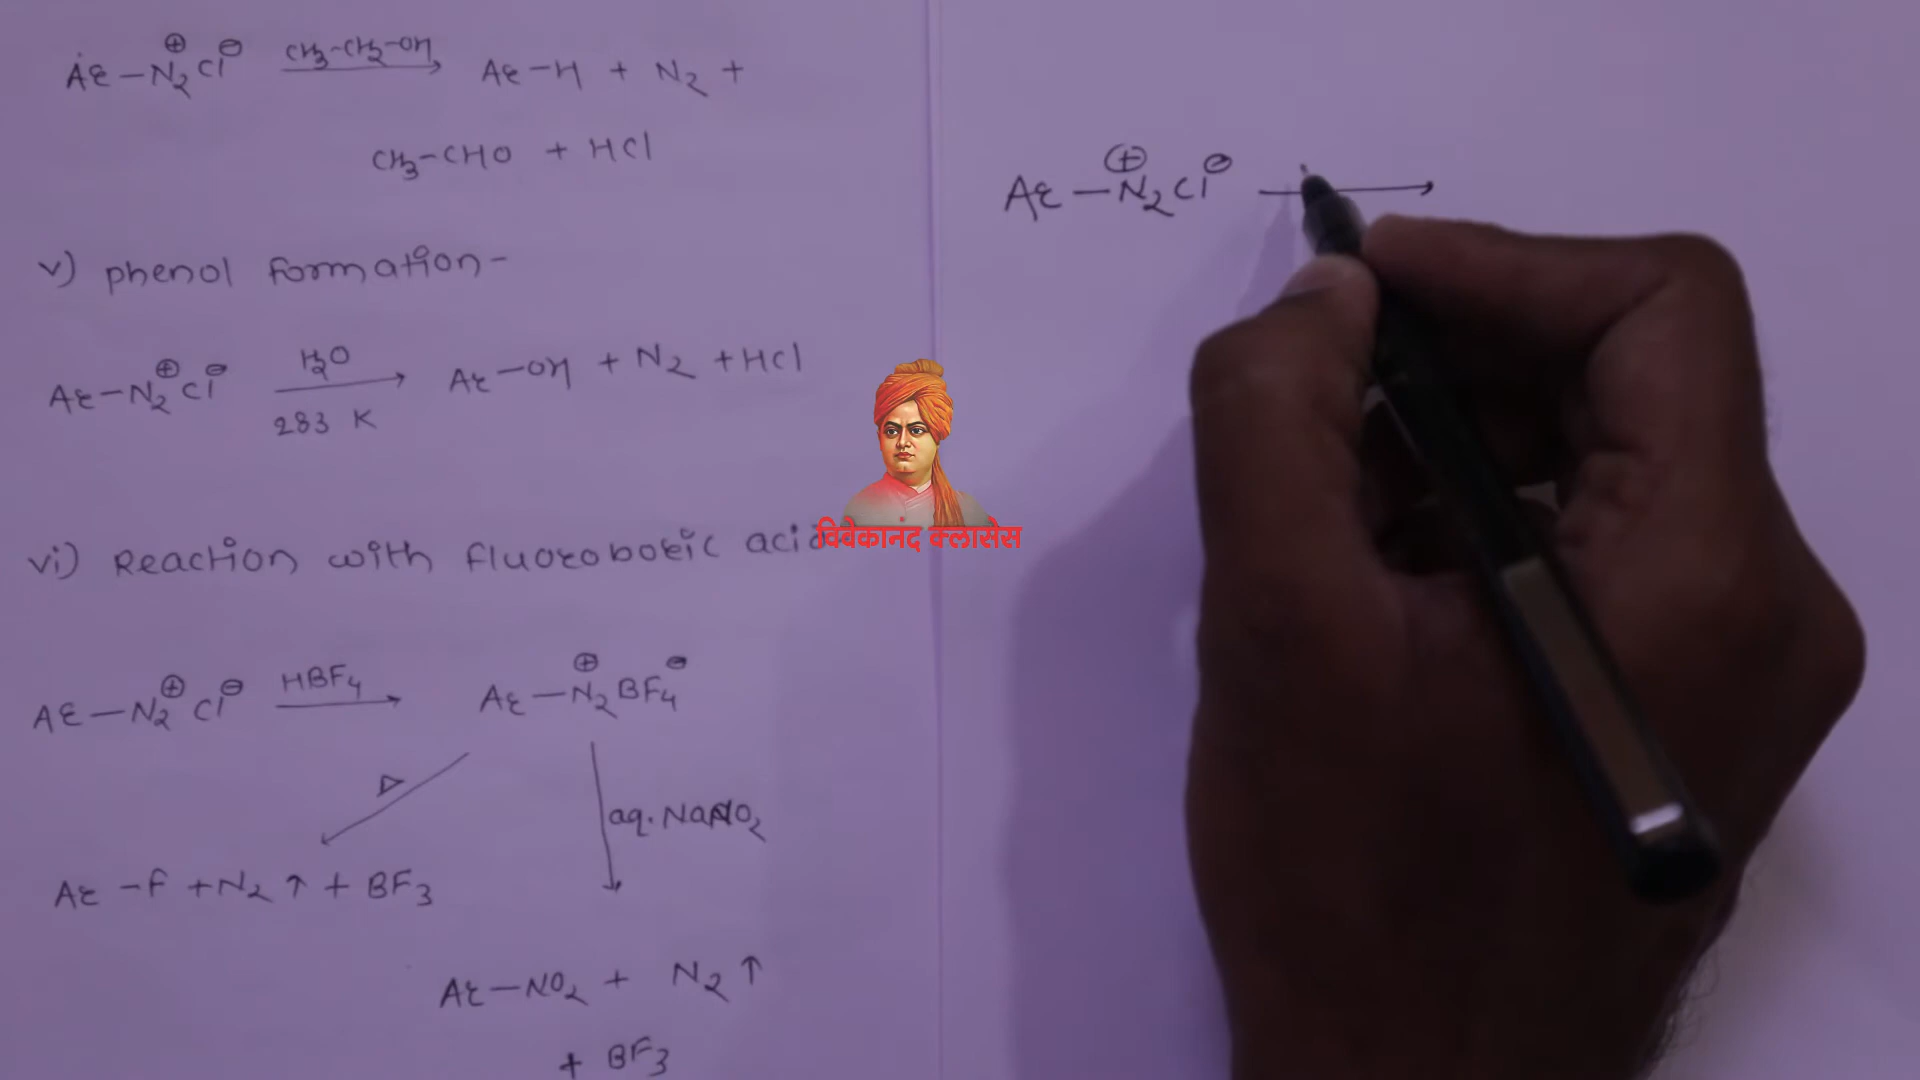 Ar-N₂⊕Cl⊖ CH₃-CH₂-OH → Ar-H + N₂ +
CH₃-CHO + HCl
v) phenol formation-
Ar-N₂⊕Cl⊖ H₂O → Ar-OH + N₂ + HCl
283 K
vi) Reaction with fluoroboric acid
Ar-N₂⊕Cl⊖ HBF₄ → Ar-N₂⊕BF₄⊖
Δ
aq. NaNO₂
Ar-F + N₂↑ + BF₃
Ar-NO₂ + N₂↑
+ BF₃
विवेकानंद क्लासेस
Ar-N₂⊕Cl⊖ →